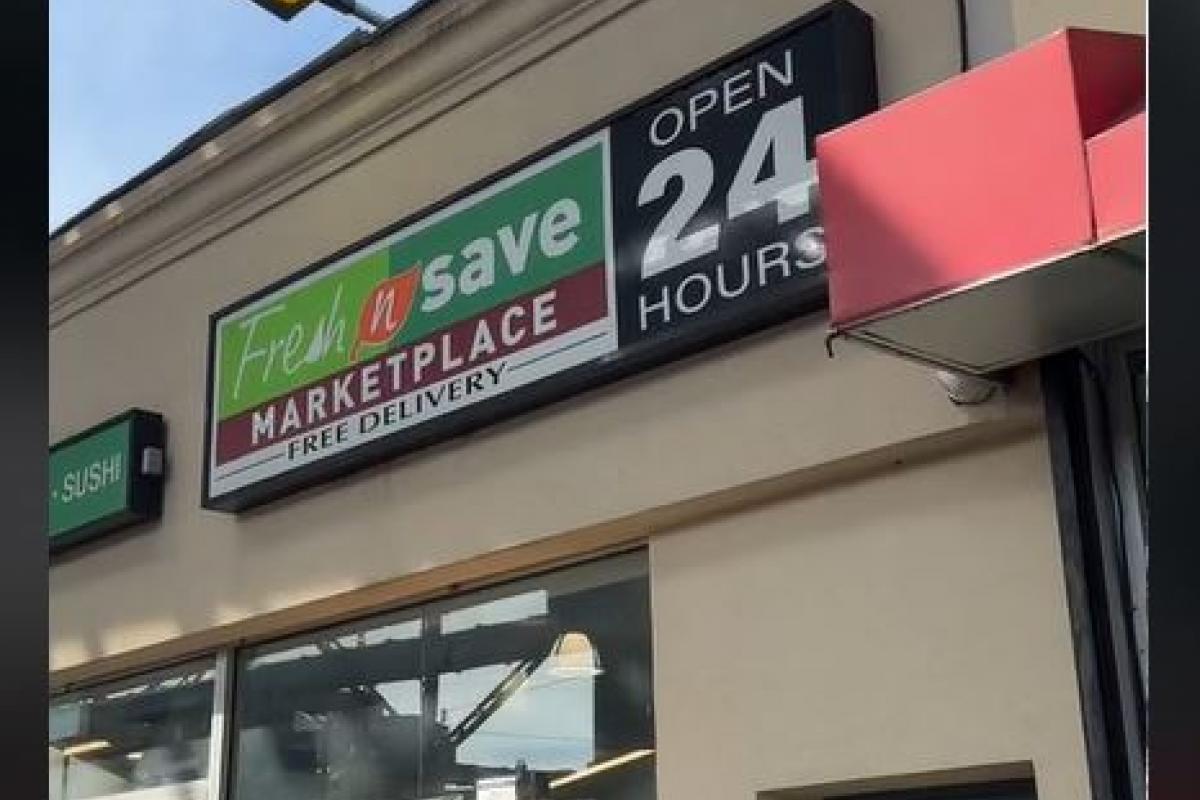 Fresh n save
MARKETPLACE
FREE DELIVERY
OPEN
24
HOURS
· SUSHI